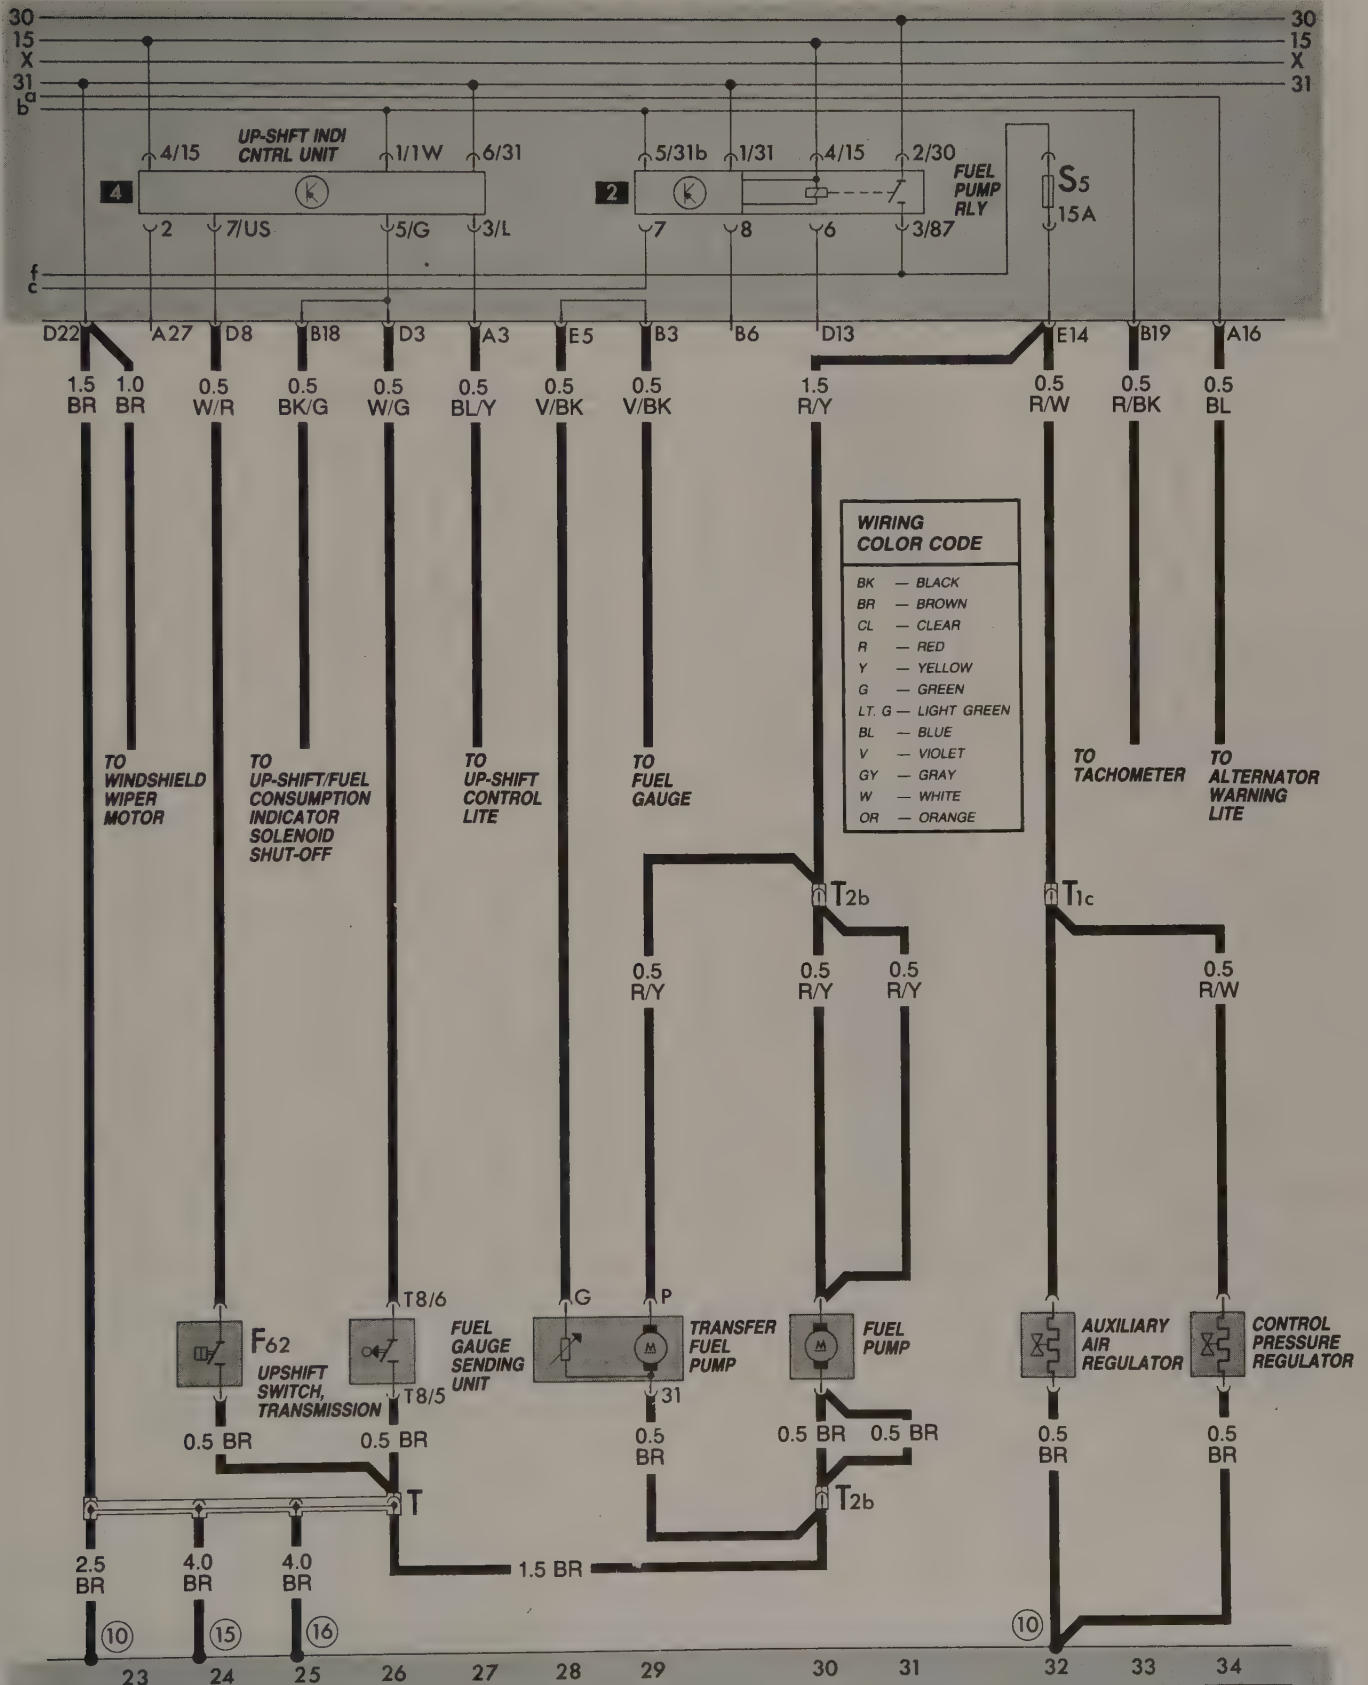 30 30
15 15
X X
31 31
a
b
UP-SHFT INDI
CNTRL UNIT
4/15 1/1W 6/31 5/31b 1/31 4/15 2/30
FUEL
PUMP
RLY
S5
15A
4 2
2 7/US 5/G 3/L 7 8 6 3/87
f
c
D22 A27 D8 B18 D3 A3 E5 B3 B6 D13 E14 B19 A16
1.5 1.0 0.5 0.5 0.5 0.5 0.5 0.5 1.5 0.5 0.5 0.5
BR BR W/R BK/G W/G BL/Y V/BK V/BK R/Y R/W R/BK BL
WIRING
COLOR CODE
BK — BLACK
BR — BROWN
CL — CLEAR
R — RED
Y — YELLOW
G — GREEN
LT. G — LIGHT GREEN
BL — BLUE
V — VIOLET
GY — GRAY
W — WHITE
OR — ORANGE
TO
WINDSHIELD
WIPER
MOTOR
TO
UP-SHIFT/FUEL
CONSUMPTION
INDICATOR
SOLENOID
SHUT-OFF
TO
UP-SHIFT
CONTROL
LITE
TO
FUEL
GAUGE
TO
TACHOMETER
TO
ALTERNATOR
WARNING
LITE
T2b T1c
0.5 0.5 0.5 0.5
R/Y R/Y R/Y R/W
T8/6 G P
F62
UPSHIFT
SWITCH,
TRANSMISSION
FUEL
GAUGE
SENDING
UNIT
M
TRANSFER
FUEL
PUMP
M
FUEL
PUMP
AUXILIARY
AIR
REGULATOR
CONTROL
PRESSURE
REGULATOR
T8/5 31
0.5 BR 0.5 BR 0.5 BR 0.5 BR
0.5 0.5 0.5
BR BR BR
T T2b
1.5 BR
2.5 4.0 4.0
BR BR BR
10 15 16 10
23 24 25 26 27 28 29 30 31 32 33 34